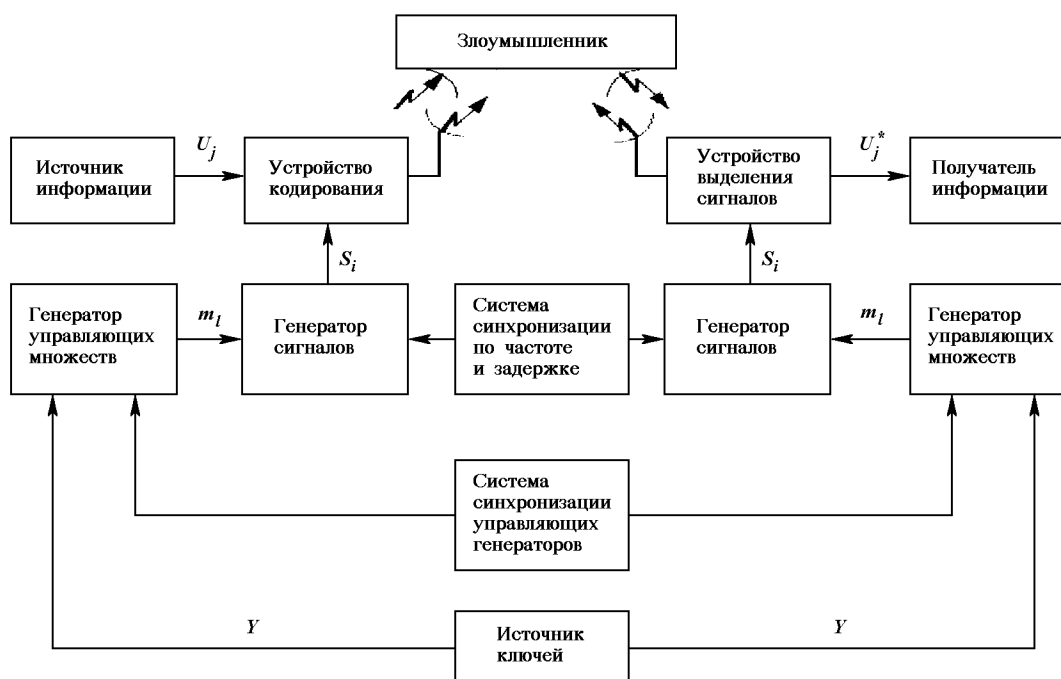 Злоумышленник
Источник
информации
U_j
Устройство
кодирования
Устройство
выделения
сигналов
U_j^*
Получатель
информации
S_i
S_i
Генератор
управляющих
множеств
m_l
Генератор
сигналов
Система
синхронизации
по частоте
и задержке
Генератор
сигналов
m_l
Генератор
управляющих
множеств
Система
синхронизации
управляющих
генераторов
Y
Источник
ключей
Y